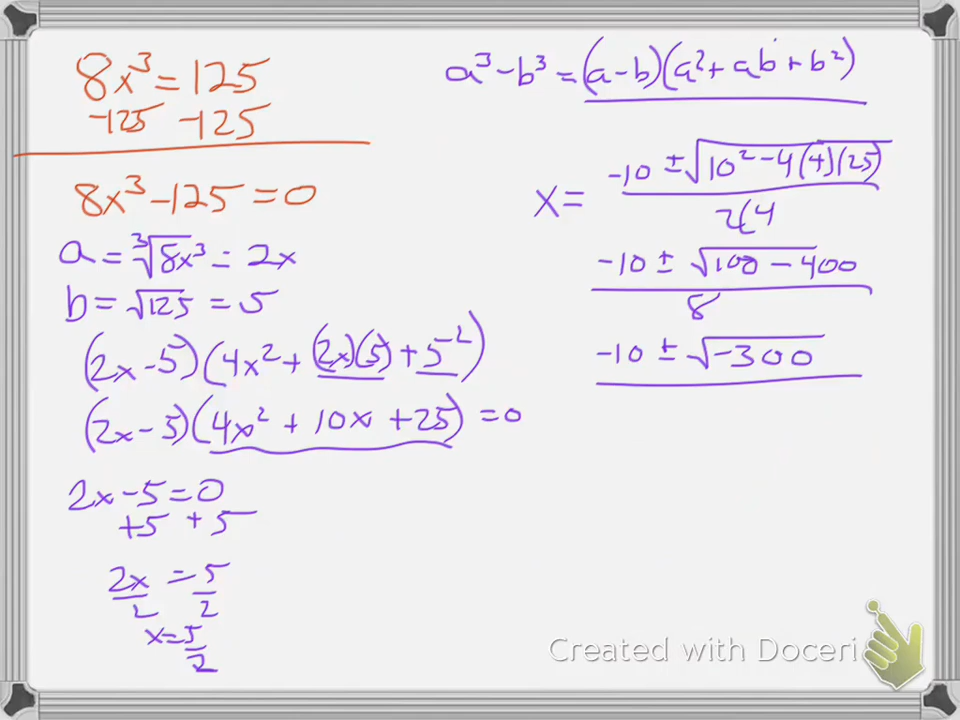 8x³ = 125
-125 -125
8x³ - 125 = 0
a = ∛8x³ = 2x
b = √125 = 5
(2x - 5)(4x² + (2x)(5) + 5²)
(2x - 5)(4x² + 10x + 25) = 0
2x - 5 = 0
+5 +5
2x = 5
2 2
x = 5/2
a³ - b³ = (a - b)(a² + ab + b²)
x = -10 ± √10² - 4(4)(25)
2(4
-10 ± √100 - 400
8
-10 ± √-300
Created with Doceri